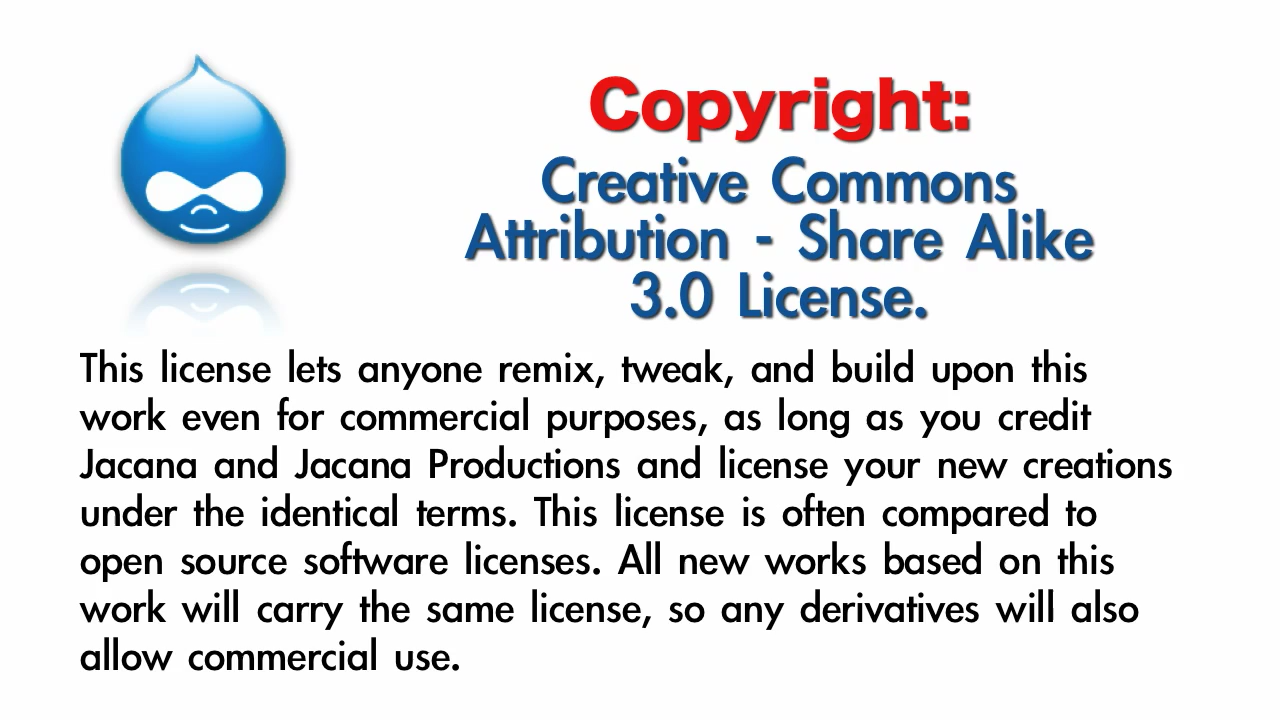 Copyright:
Creative Commons
Attribution - Share Alike
3.0 License.
This license lets anyone remix, tweak, and build upon this
work even for commercial purposes, as long as you credit
Jacana and Jacana Productions and license your new creations
under the identical terms. This license is often compared to
open source software licenses. All new works based on this
work will carry the same license, so any derivatives will also
allow commercial use.